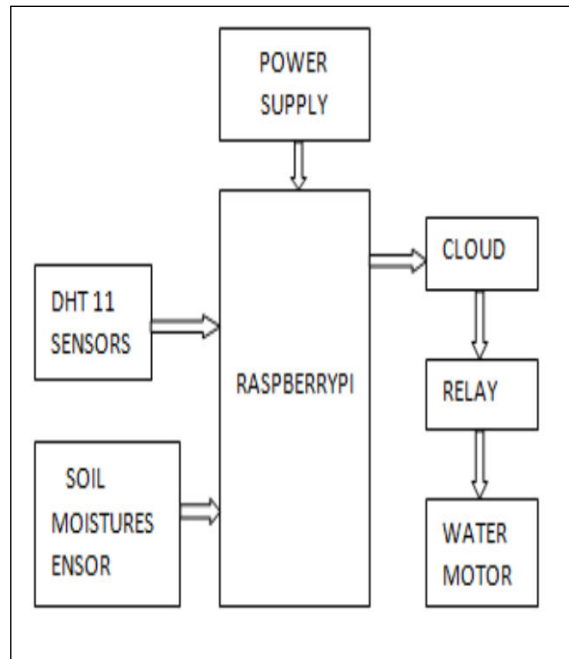 POWER
SUPPLY
CLOUD
DHT 11
SENSORS
RASPBERRYPI
RELAY
SOIL
MOISTURES
ENSOR
WATER
MOTOR